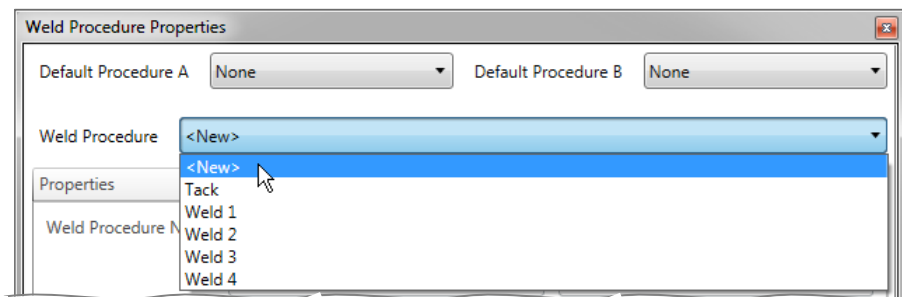 Weld Procedure Properties
Default Procedure A None Default Procedure B None
Weld Procedure <New>
<New>
Properties
Tack
Weld 1
Weld Procedure N
Weld 2
Weld 3
Weld 4